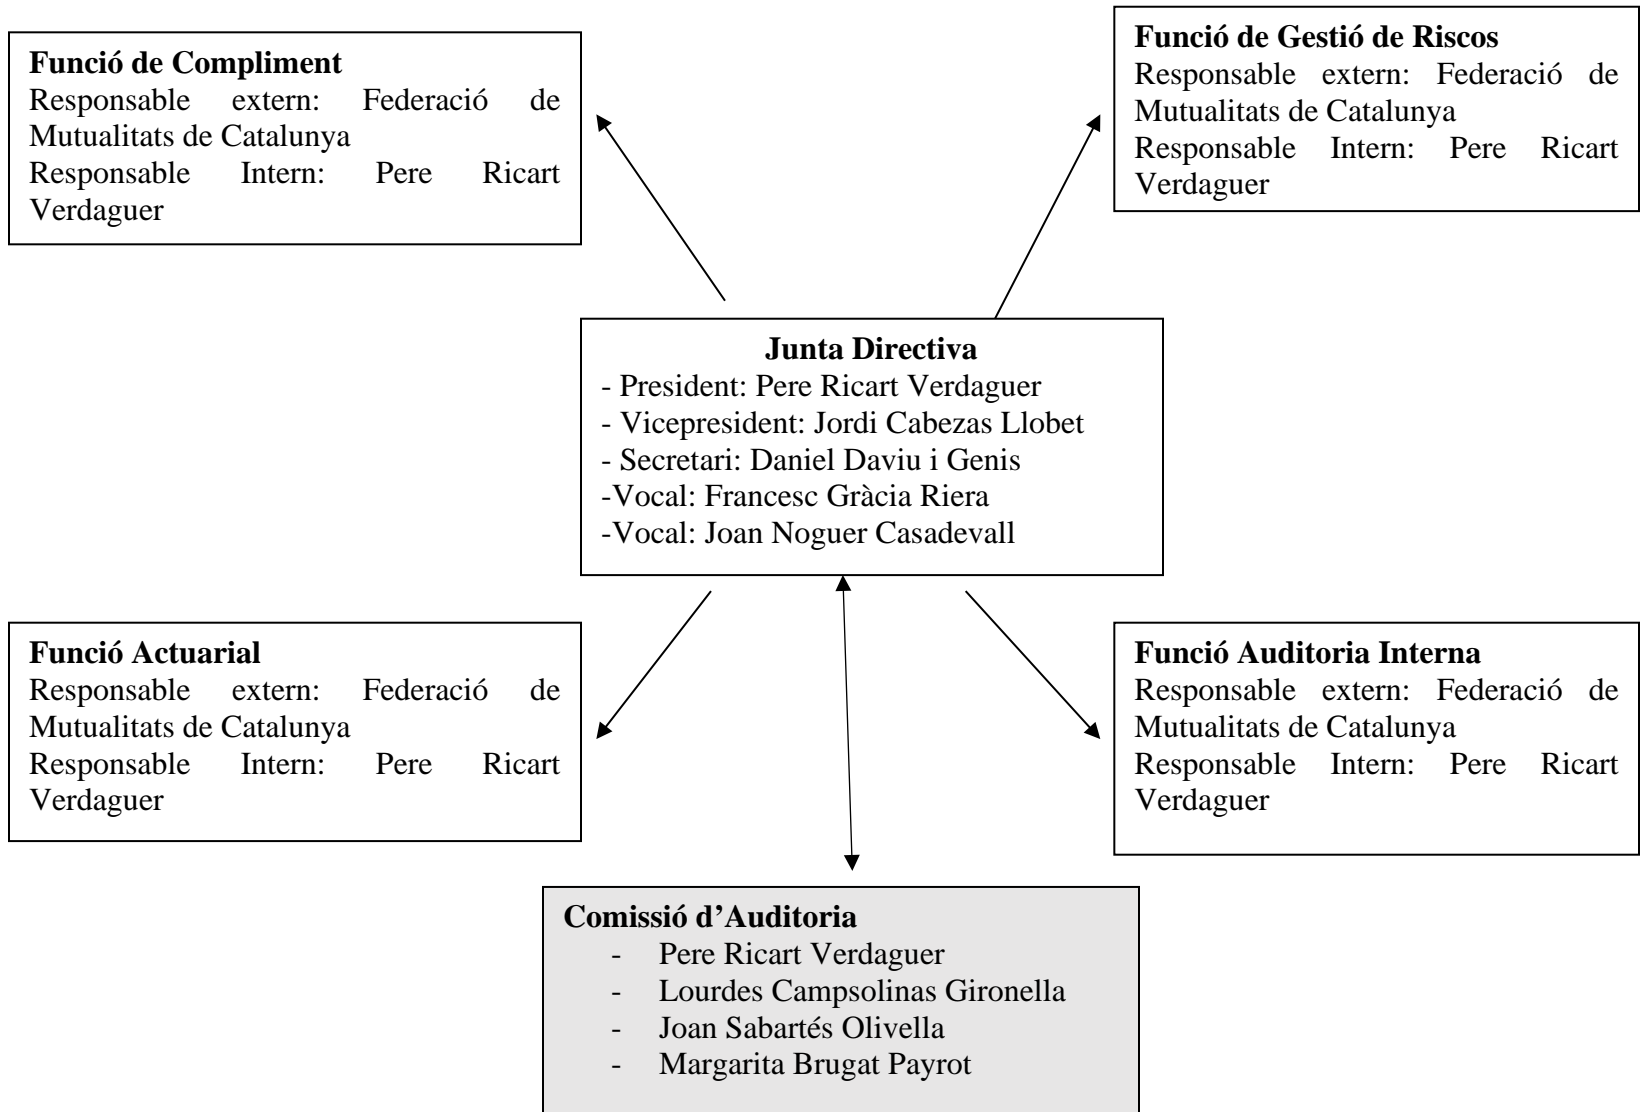 Funció de Compliment
Responsable extern: Federació de
Mutualitats de Catalunya
Responsable Intern: Pere Ricart
Verdaguer
Funció de Gestió de Riscos
Responsable extern: Federació de
Mutualitats de Catalunya
Responsable Intern: Pere Ricart
Verdaguer
Junta Directiva
- President: Pere Ricart Verdaguer
- Vicepresident: Jordi Cabezas Llobet
- Secretari: Daniel Daviu i Genis
-Vocal: Francesc Gràcia Riera
-Vocal: Joan Noguer Casadevall
Funció Actuarial
Responsable extern: Federació de
Mutualitats de Catalunya
Responsable Intern: Pere Ricart
Verdaguer
Funció Auditoria Interna
Responsable extern: Federació de
Mutualitats de Catalunya
Responsable Intern: Pere Ricart
Verdaguer
Comissió d’Auditoria
- Pere Ricart Verdaguer
- Lourdes Campsolinas Gironella
- Joan Sabartés Olivella
- Margarita Brugat Payrot